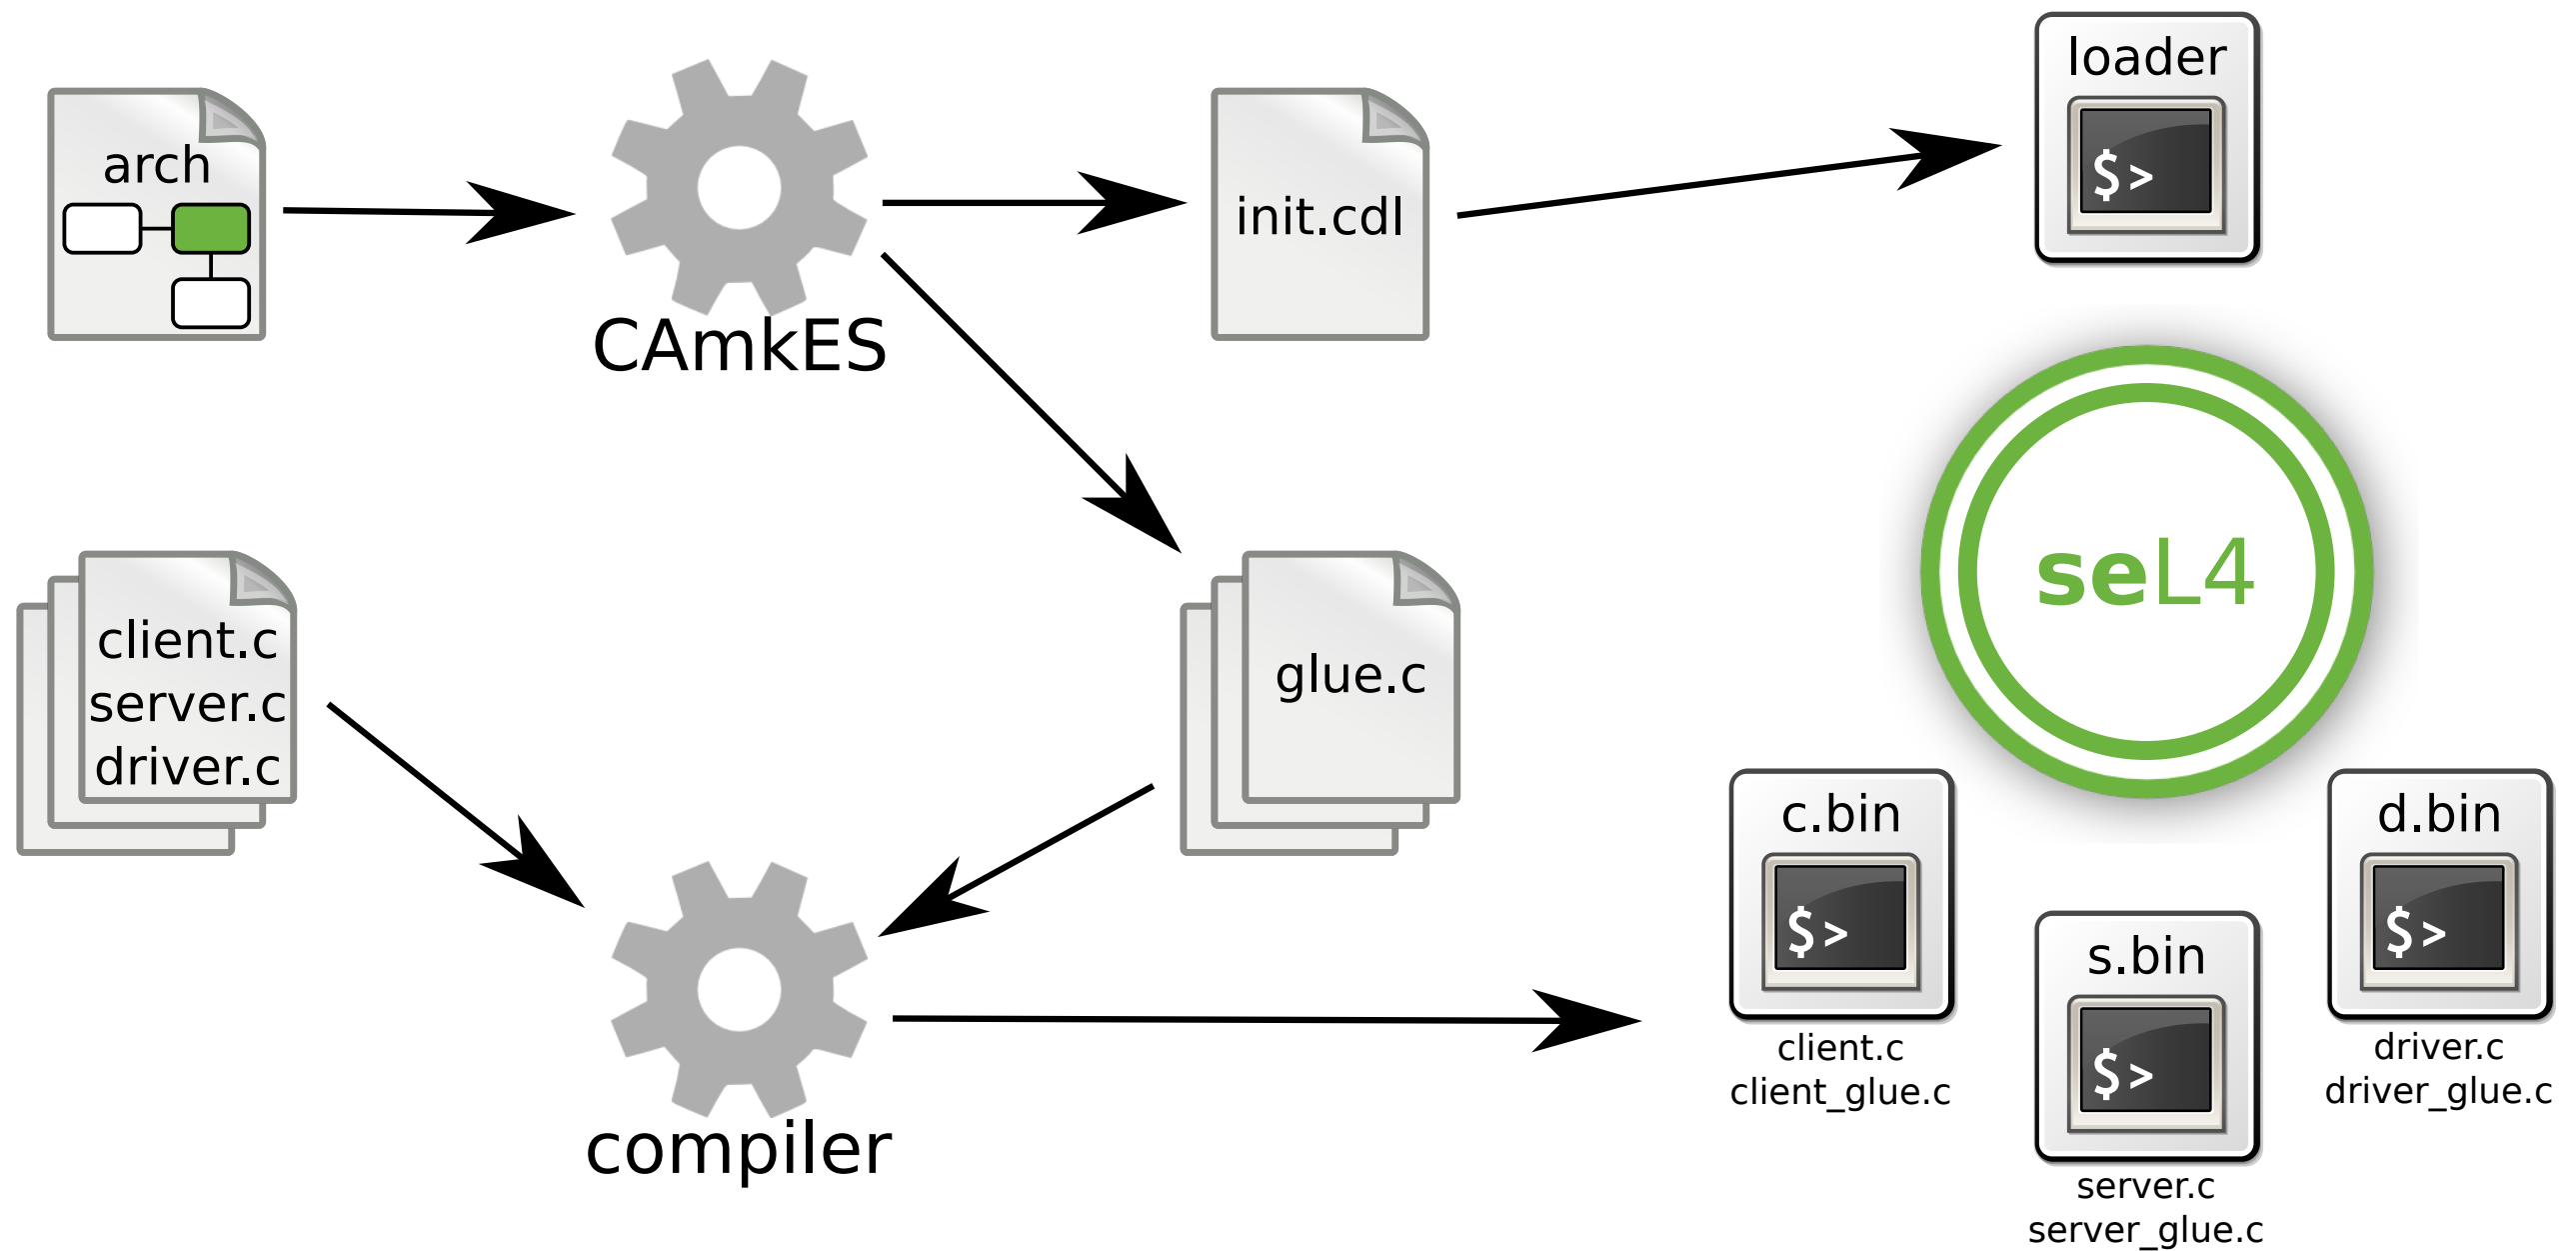 loader
$>
arch
init.cdl
CAmkES
client.c
server.c
driver.c
glue.c
seL4
c.bin
$>
d.bin
$>
s.bin
$>
client.c
client_glue.c
driver.c
driver_glue.c
compiler
server.c
server_glue.c